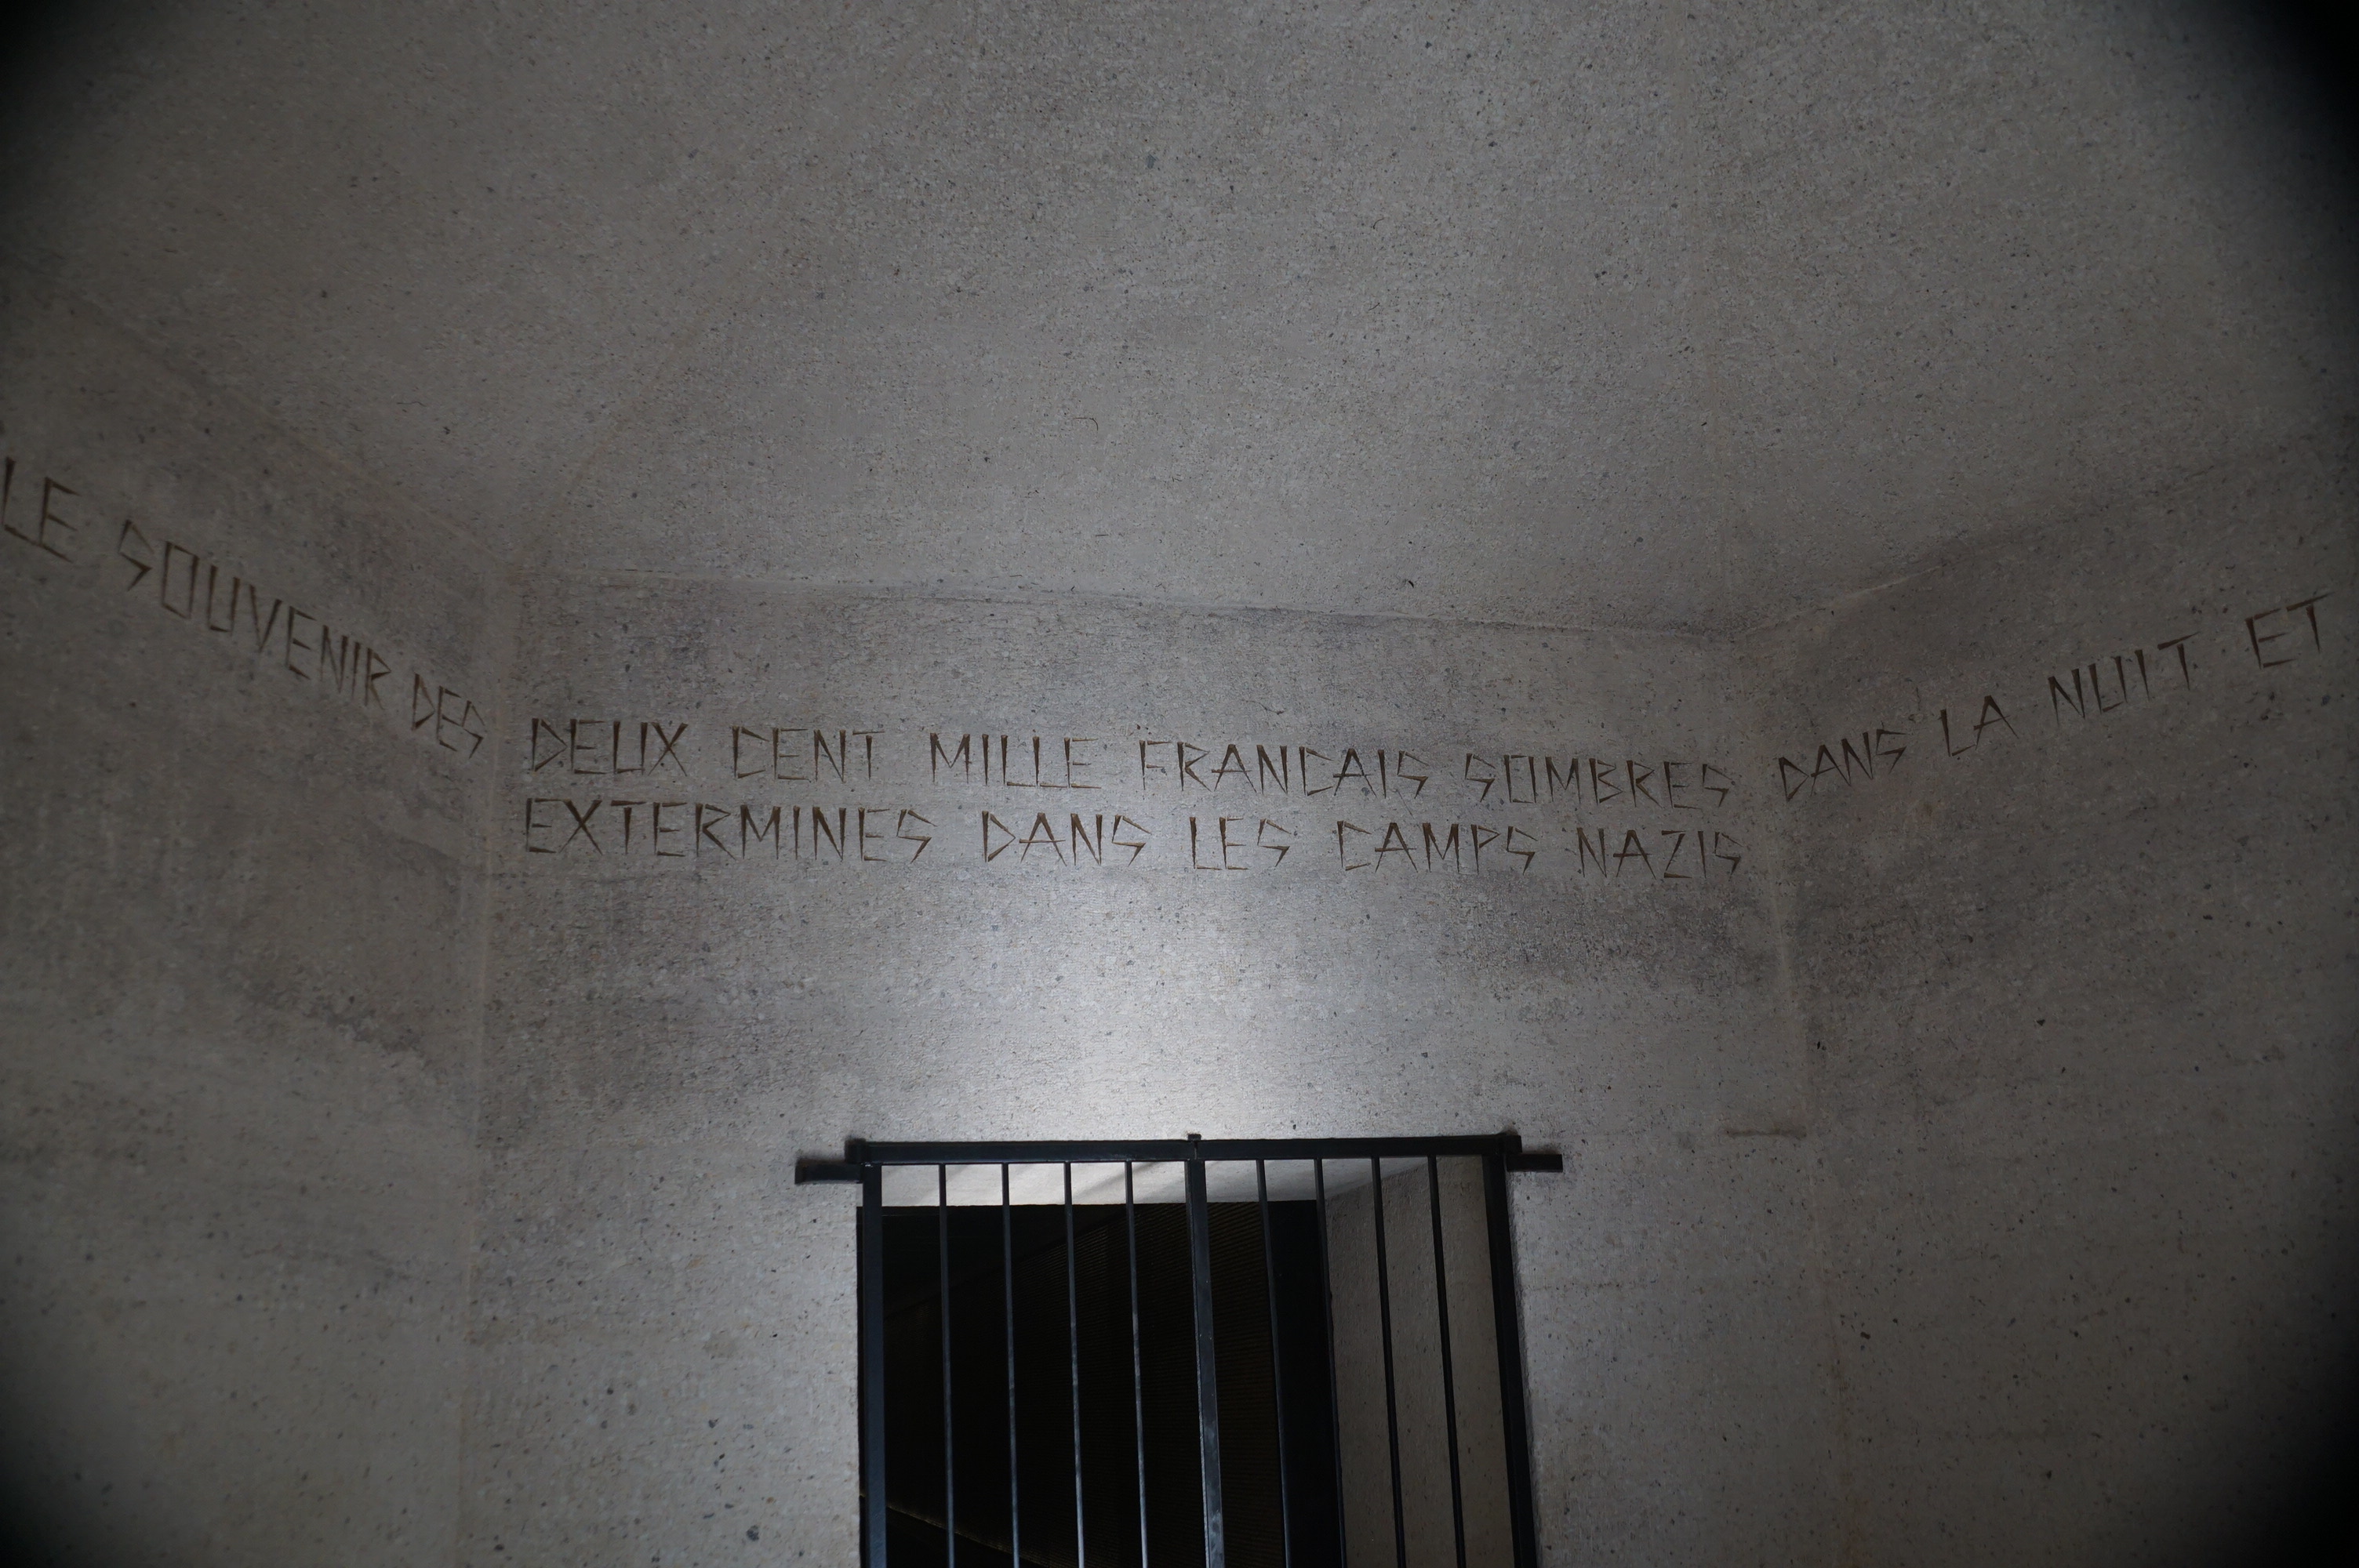 LE SOUVENIR DES DEUX CENT MILLE FRANCAIS SOMBRES DANS LA NUIT ET
EXTERMINES DANS LES CAMPS NAZIS